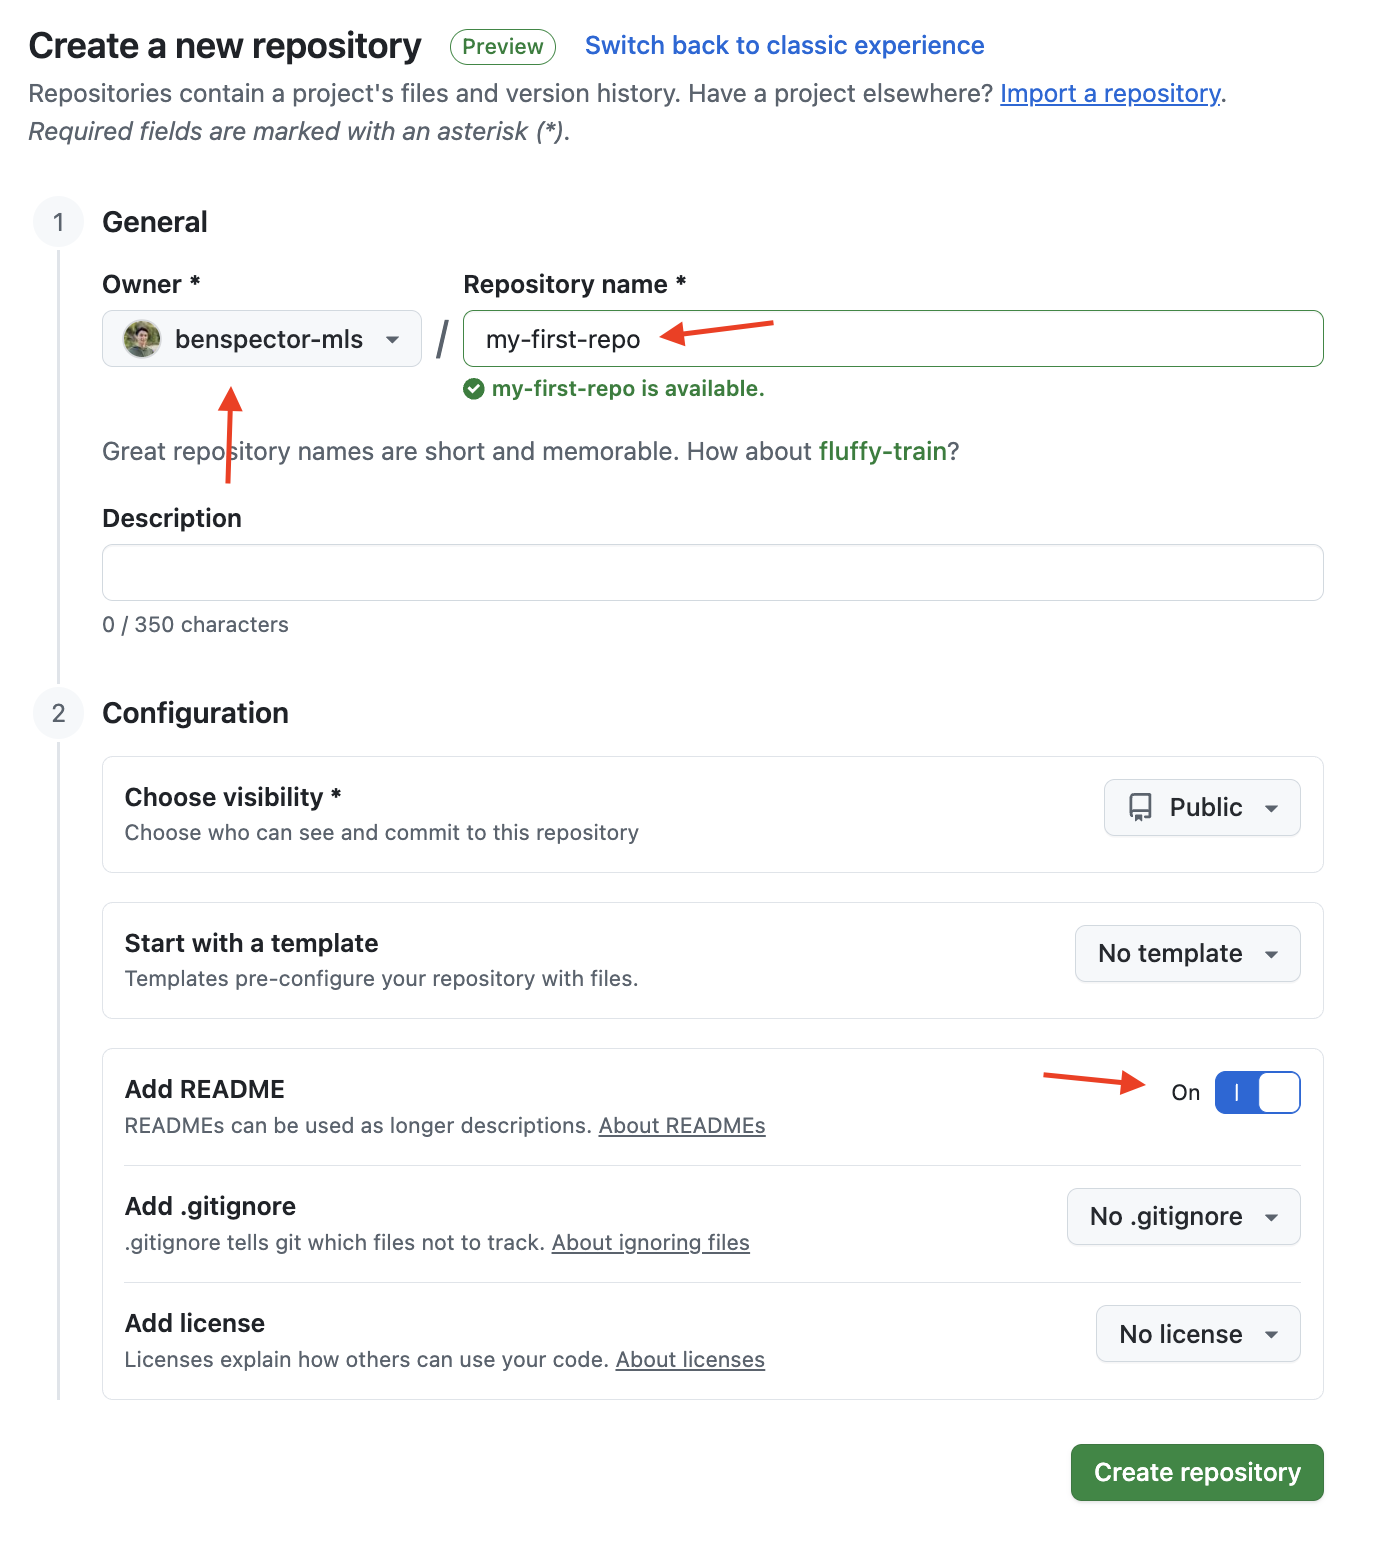 Create a new repository Preview Switch back to classic experience
Repositories contain a project's files and version history. Have a project elsewhere? Import a repository.
Required fields are marked with an asterisk (*).
1 General
Owner * Repository name *
benspector-mls / my-first-repo
my-first-repo is available.
Great repository names are short and memorable. How about fluffy-train?
Description
0 / 350 characters
2 Configuration
Choose visibility *
Choose who can see and commit to this repository
Public
Start with a template
Templates pre-configure your repository with files.
No template
Add README
READMEs can be used as longer descriptions. About READMEs
On
Add .gitignore
.gitignore tells git which files not to track. About ignoring files
No .gitignore
Add license
Licenses explain how others can use your code. About licenses
No license
Create repository